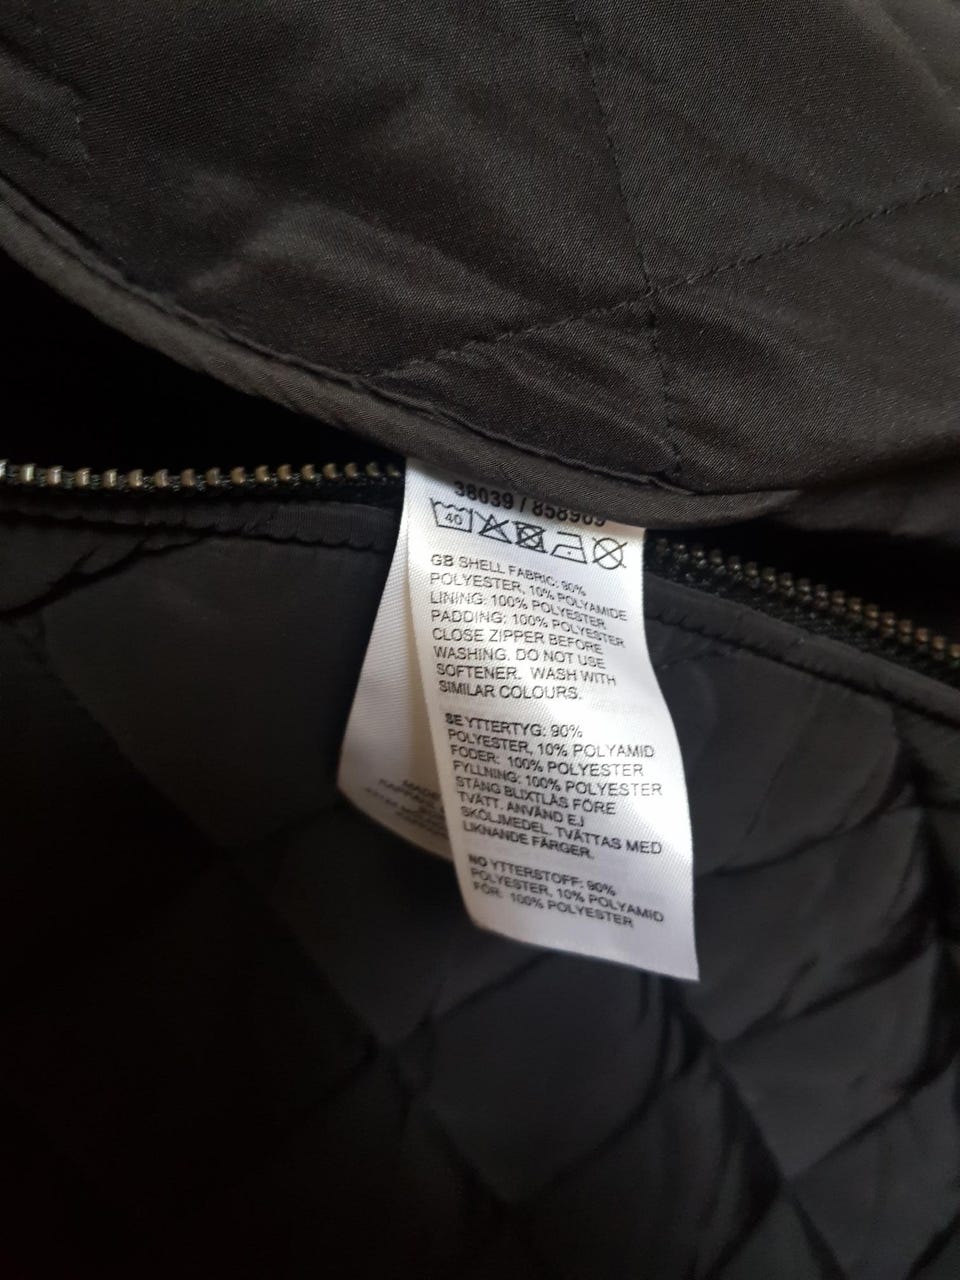 38039 / 858989
40
GB SHELL FABRIC: 90%
POLYESTER, 10% POLYAMIDE
LINING: 100% POLYESTER
PADDING: 100% POLYESTER
CLOSE ZIPPER BEFORE
WASHING. DO NOT USE
SOFTENER. WASH WITH
SIMILAR COLOURS.
SE YTTERTYG: 90%
POLYESTER, 10% POLYAMID
FODER: 100% POLYESTER
FYLLNING: 100% POLYESTER
STÄNG BLIXTLÅS FÖRE
TVÄTT. ANVÄND EJ
SKÖLJMEDEL. TVÄTTAS MED
LIKNANDE FÄRGER.
NO YTTERSTOFF: 90%
POLYESTER, 10% POLYAMID
FÔR: 100% POLYESTER
MADE